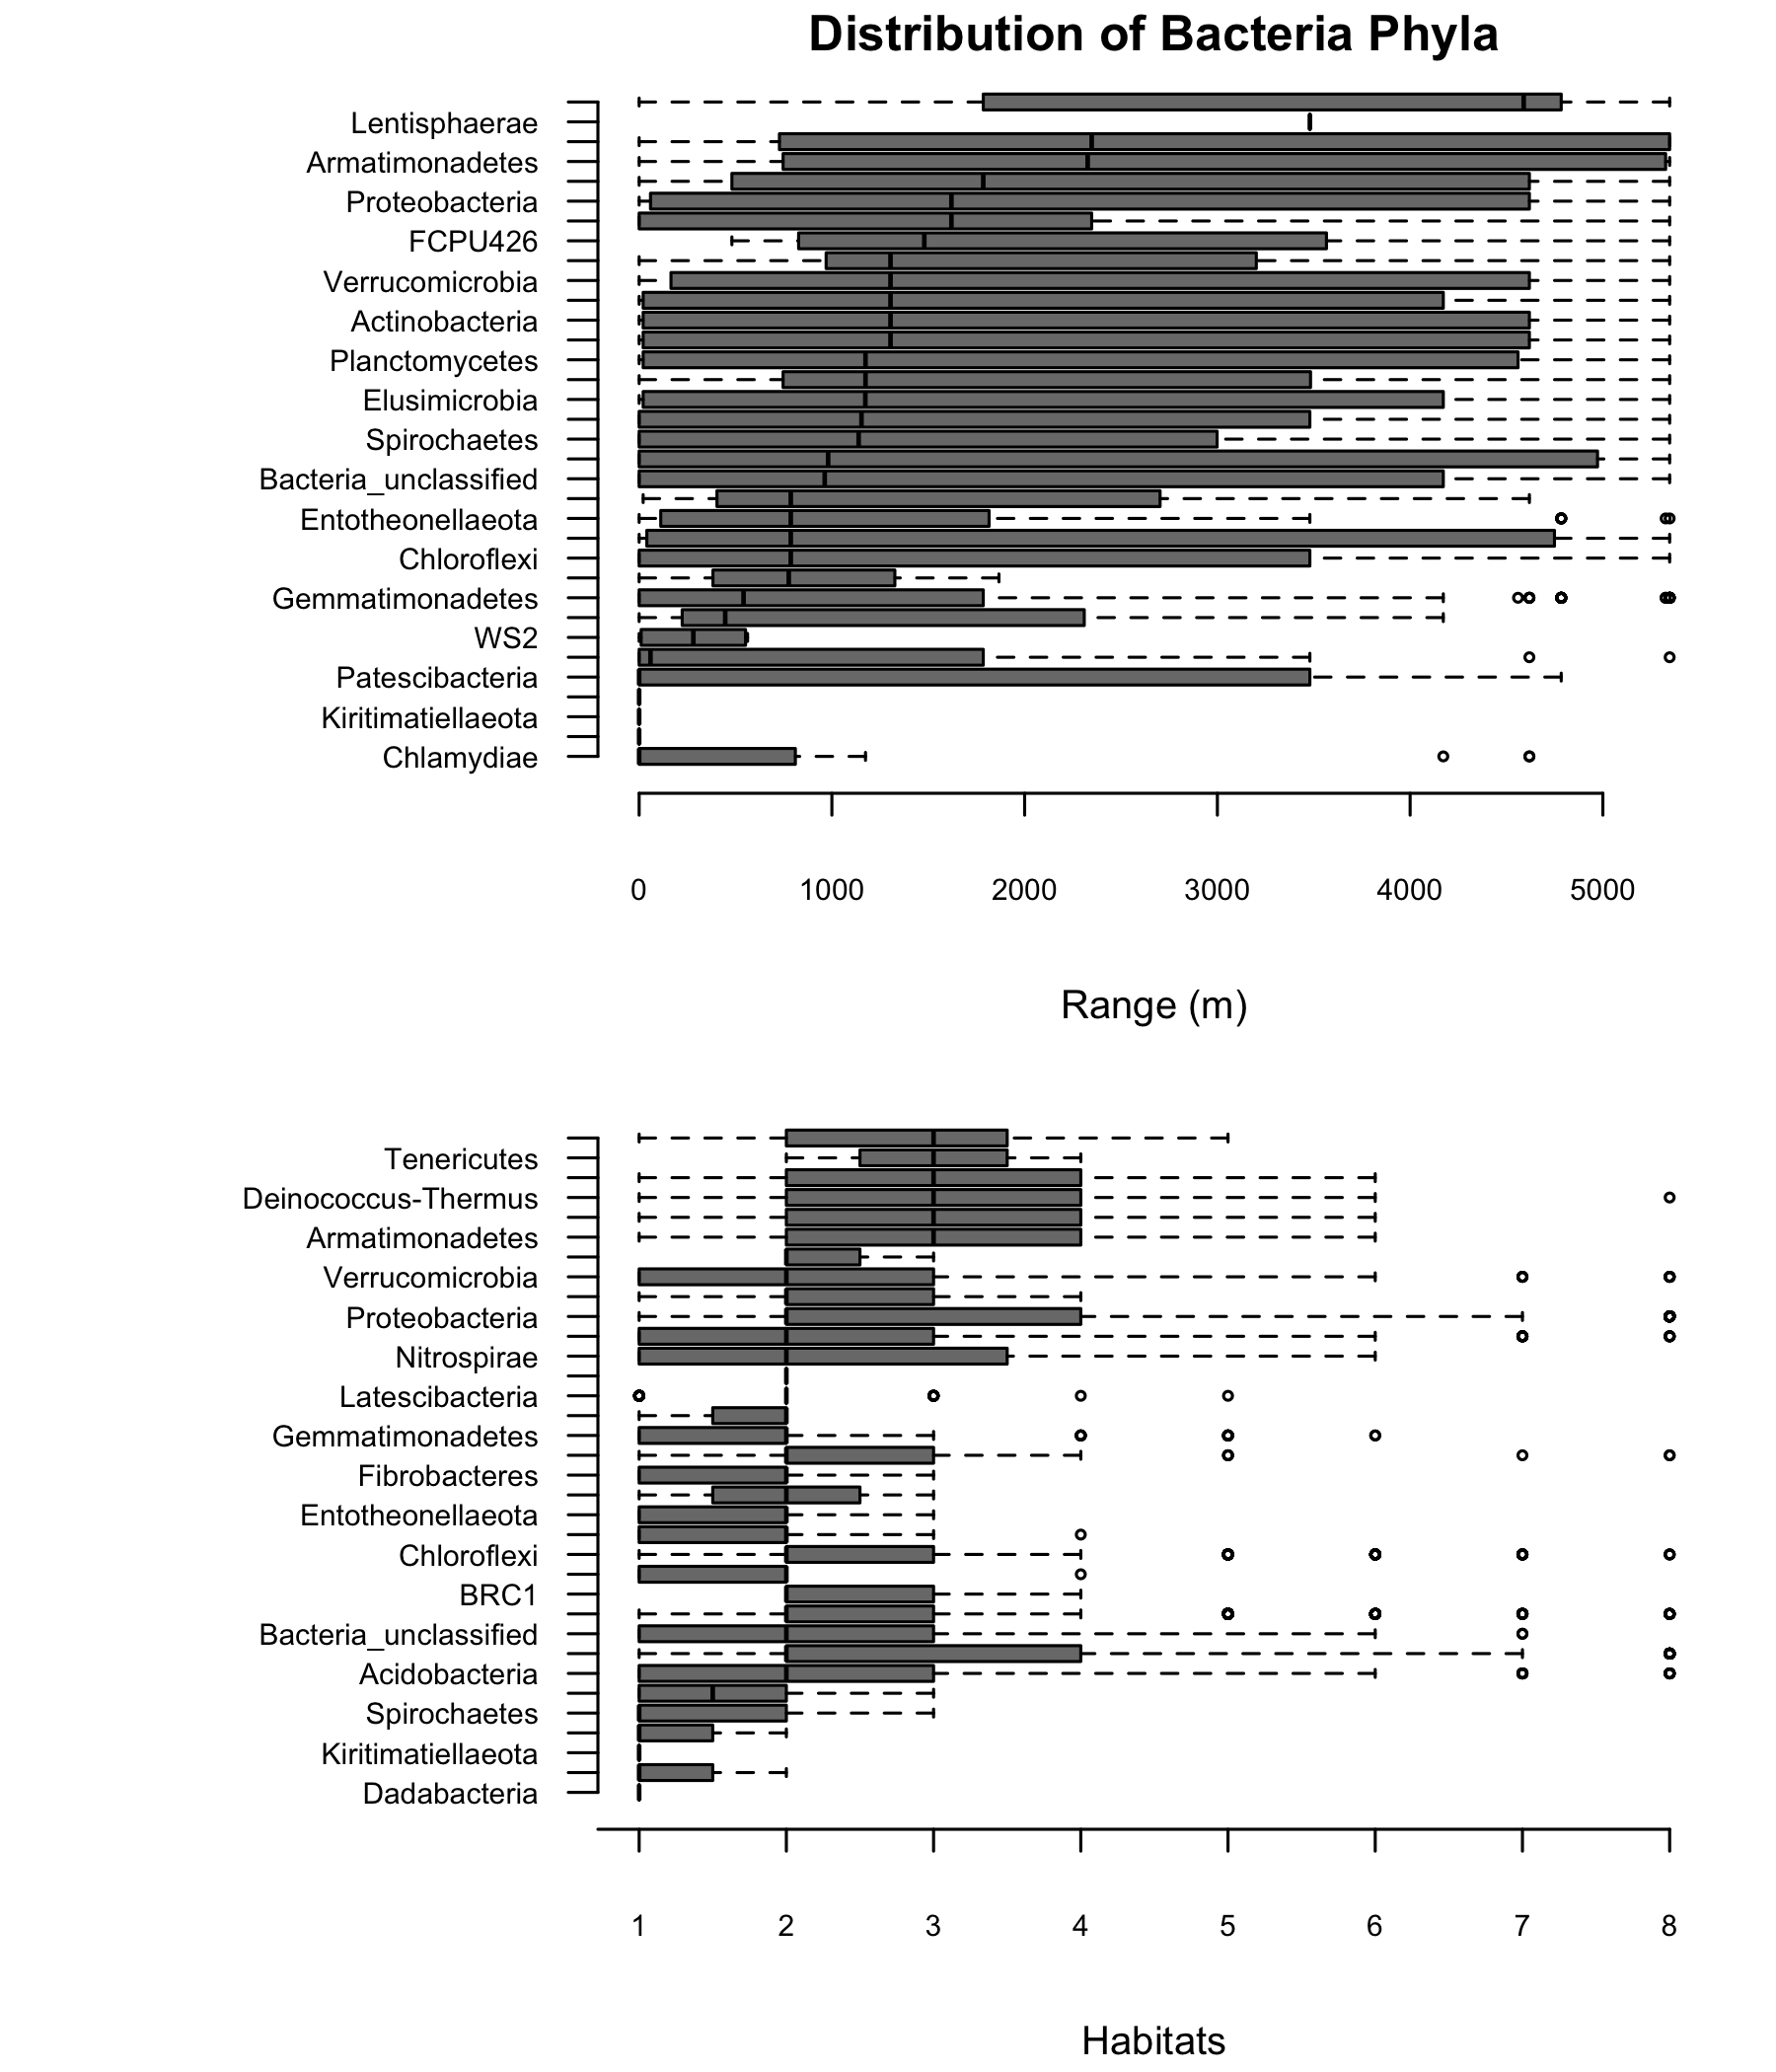 Distribution of Bacteria Phyla
Lentisphaerae
Armatimonadetes
Proteobacteria
FCPU426
Verrucomicrobia
Actinobacteria
Planctomycetes
Elusimicrobia
Spirochaetes
Bacteria_unclassified
Entotheonellaeota
Chloroflexi
Gemmatimonadetes
WS2
Patescibacteria
Kiritimatiellaeota
Chlamydiae
0 1000 2000 3000 4000 5000
Range (m)
Tenericutes
Deinococcus-Thermus
Armatimonadetes
Verrucomicrobia
Proteobacteria
Nitrospirae
Latescibacteria
Gemmatimonadetes
Fibrobacteres
Entotheonellaeota
Chloroflexi
BRC1
Bacteria_unclassified
Acidobacteria
Spirochaetes
Kiritimatiellaeota
Dadabacteria
1 2 3 4 5 6 7 8
Habitats